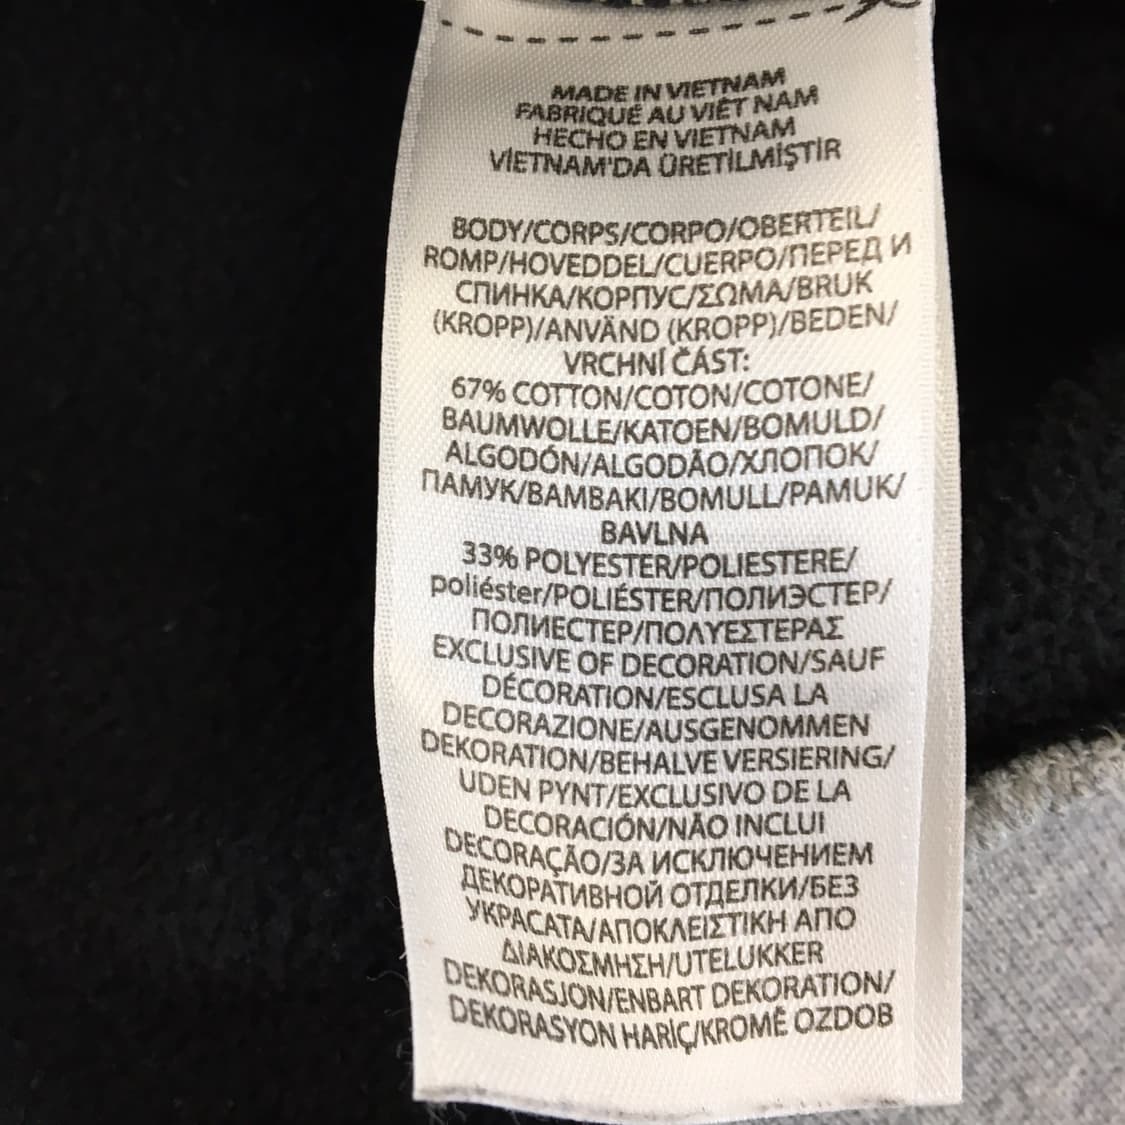 MADE IN VIETNAM
FABRIQUÉ AU VIÊT NAM
HECHO EN VIETNAM
VİETNAM'DA ÜRETİLMİŞTİR
BODY/CORPS/CORPO/OBERTEIL/
ROMP/HOVEDDEL/CUERPO/ПЕРЕД И
СПИНКА/КОРПУС/ΣΩΜΑ/BRUK
(KROPP)/ANVÄND (KROPP)/BEDEN/
VRCHNÍ ČÁST:
67% COTTON/COTON/COTONE/
BAUMWOLLE/KATOEN/BOMULD/
ALGODÓN/ALGODÃO/ХЛОПОК/
ПАМУК/ΒΑΜΒΑΚΙ/BOMULL/PAMUK/
BAVLNA
33% POLYESTER/POLIESTERE/
poliéster/POLIÉSTER/ПОЛИЭСТЕР/
ПОЛИЕСТЕР/ΠΟΛΥΕΣΤΕΡΑΣ
EXCLUSIVE OF DECORATION/SAUF
DÉCORATION/ESCLUSA LA
DECORAZIONE/AUSGENOMMEN
DEKORATION/BEHALVE VERSIERING/
UDEN PYNT/EXCLUSIVO DE LA
DECORACIÓN/NÃO INCLUI
DECORAÇÃO/ЗА ИСКЛЮЧЕНИЕМ
ДЕКОРАТИВНОЙ ОТДЕЛКИ/БЕЗ
УКРАСАТА/ΑΠΟΚΛΕΙΣΤΙΚΗ ΑΠΟ
ΔΙΑΚΟΣΜΗΣΗ/UTELUKKER
DEKORASJON/ENBART DEKORATION/
DEKORASYON HARİÇ/KROMĚ OZDOB